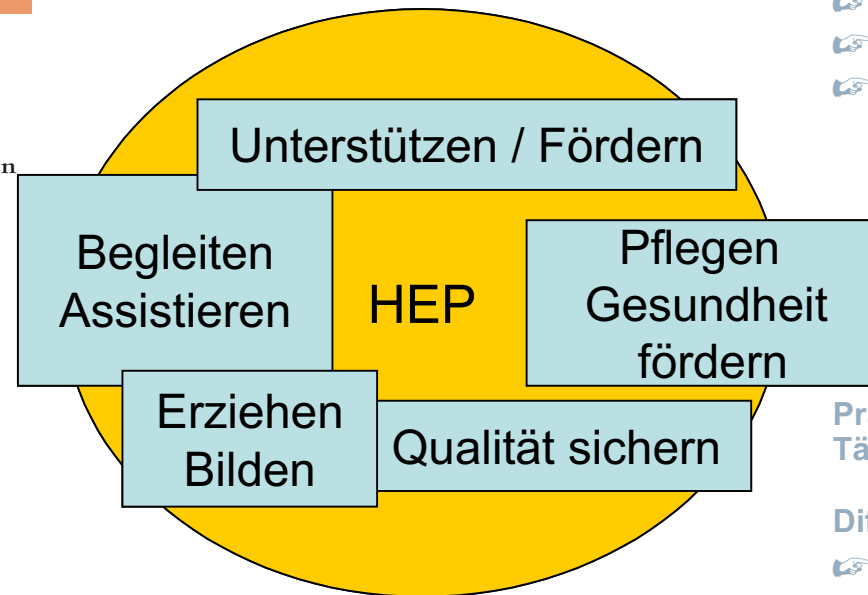 Unterstützen / Fördern
Begleiten
Assistieren
HEP
Pflegen
Gesundheit
fördern
Erziehen
Bilden
Qualität sichern